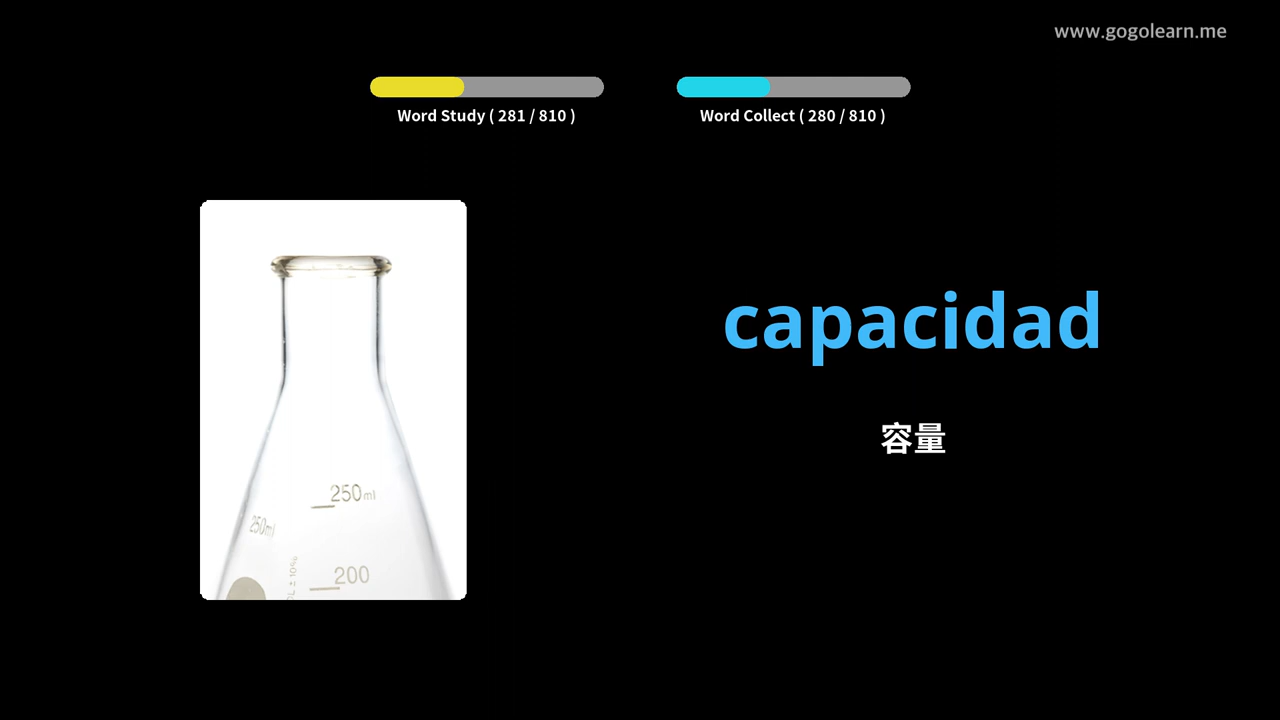 www.gogolearn.me
Word Study ( 281 / 810 )
Word Collect ( 280 / 810 )
capacidad
容量
250ml
250ml
200